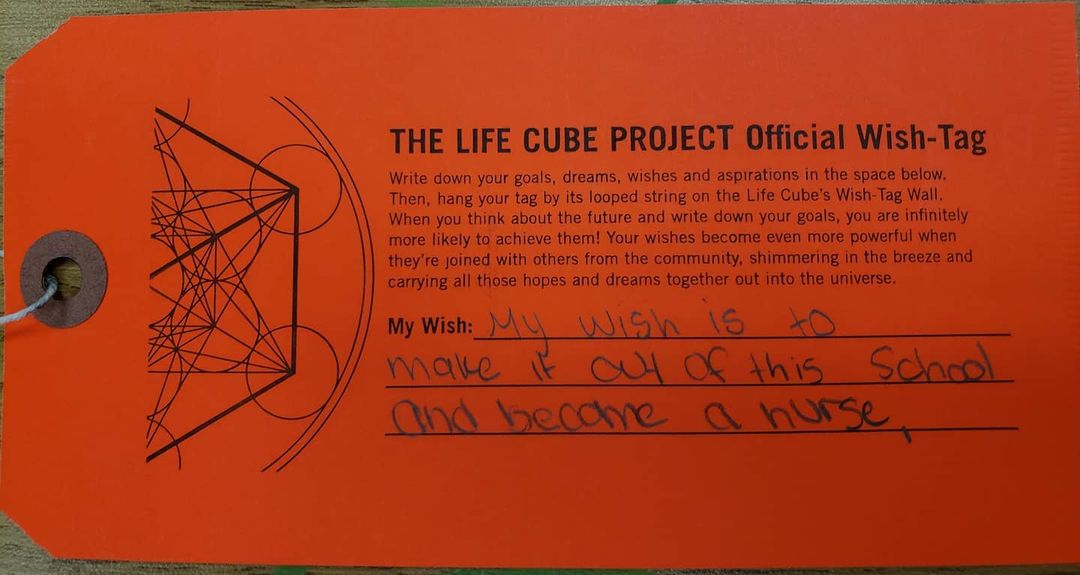 THE LIFE CUBE PROJECT Official Wish-Tag
Write down your goals, dreams, wishes and aspirations in the space below.
Then, hang your tag by its looped string on the Life Cube's Wish-Tag Wall.
When you think about the future and write down your goals, you are infinitely
more likely to achieve them! Your wishes become even more powerful when
they're joined with others from the community, shimmering in the breeze and
carrying all those hopes and dreams together out into the universe.
My Wish: My wish is to
make it out of this School
and become a nurse,